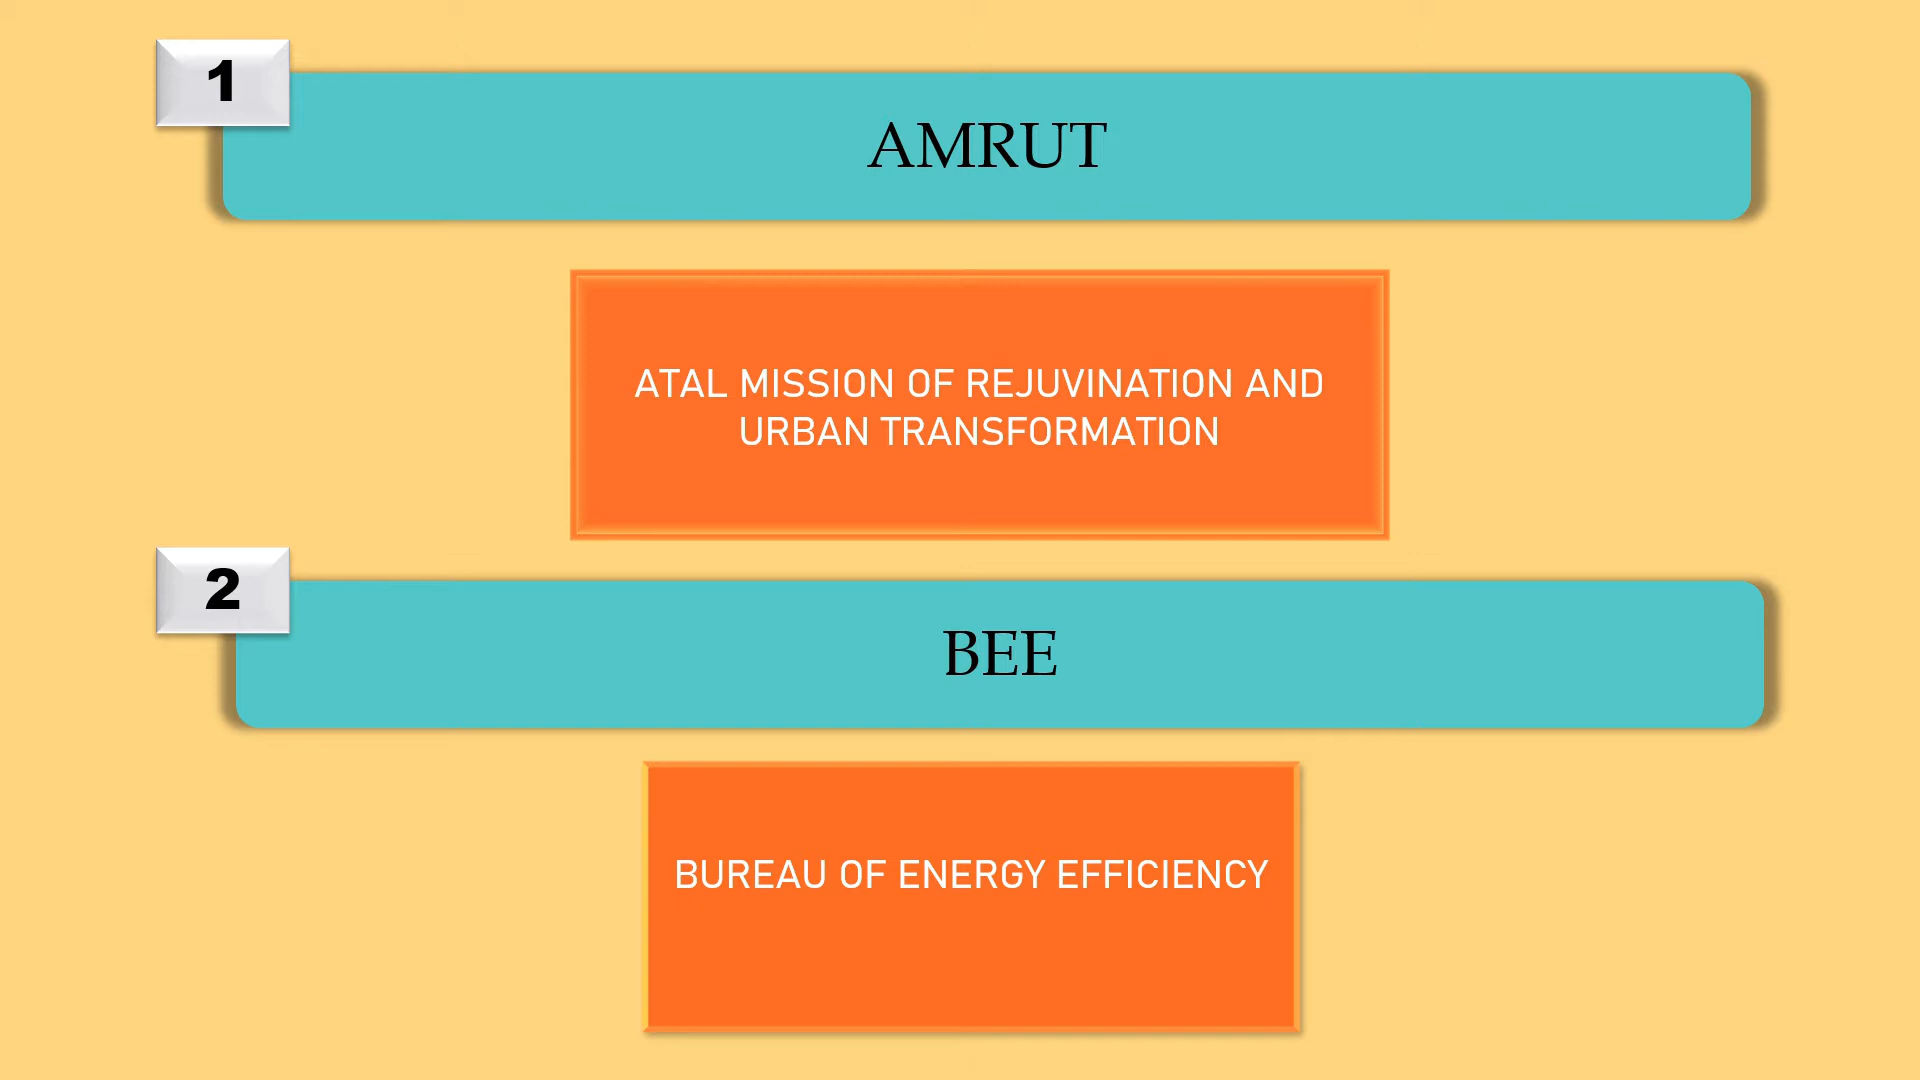 1
AMRUT
ATAL MISSION OF REJUVINATION AND
URBAN TRANSFORMATION
2
BEE
BUREAU OF ENERGY EFFICIENCY